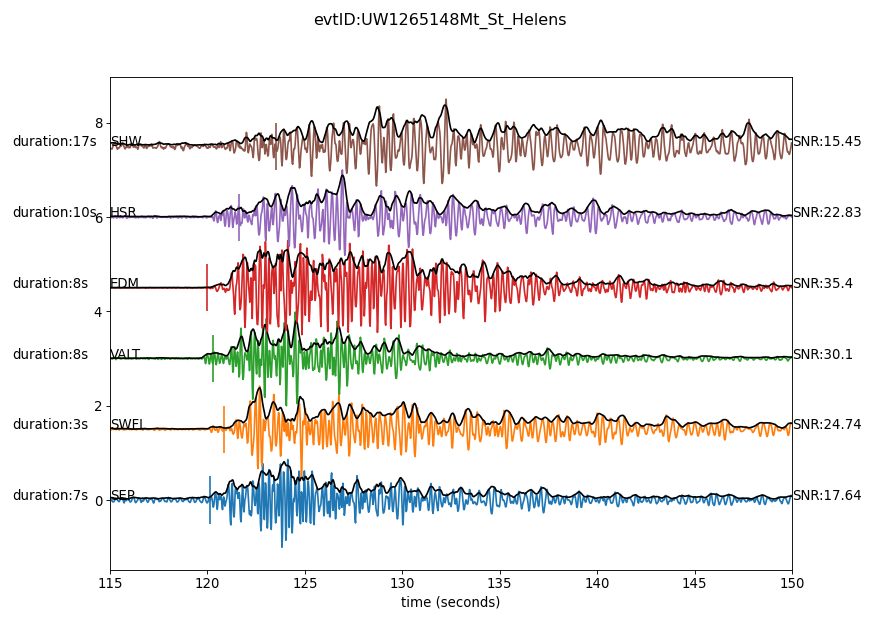 evtID:UW1265148Mt_St_Helens
8
duration:17s SHW SNR:15.45
duration:10s HSR SNR:22.83
6
duration:8s EDM SNR:35.4
4
duration:8s VALT SNR:30.1
2
duration:3s SWFL SNR:24.74
duration:7s SEP SNR:17.64
0
115 120 125 130 135 140 145 150
time (seconds)